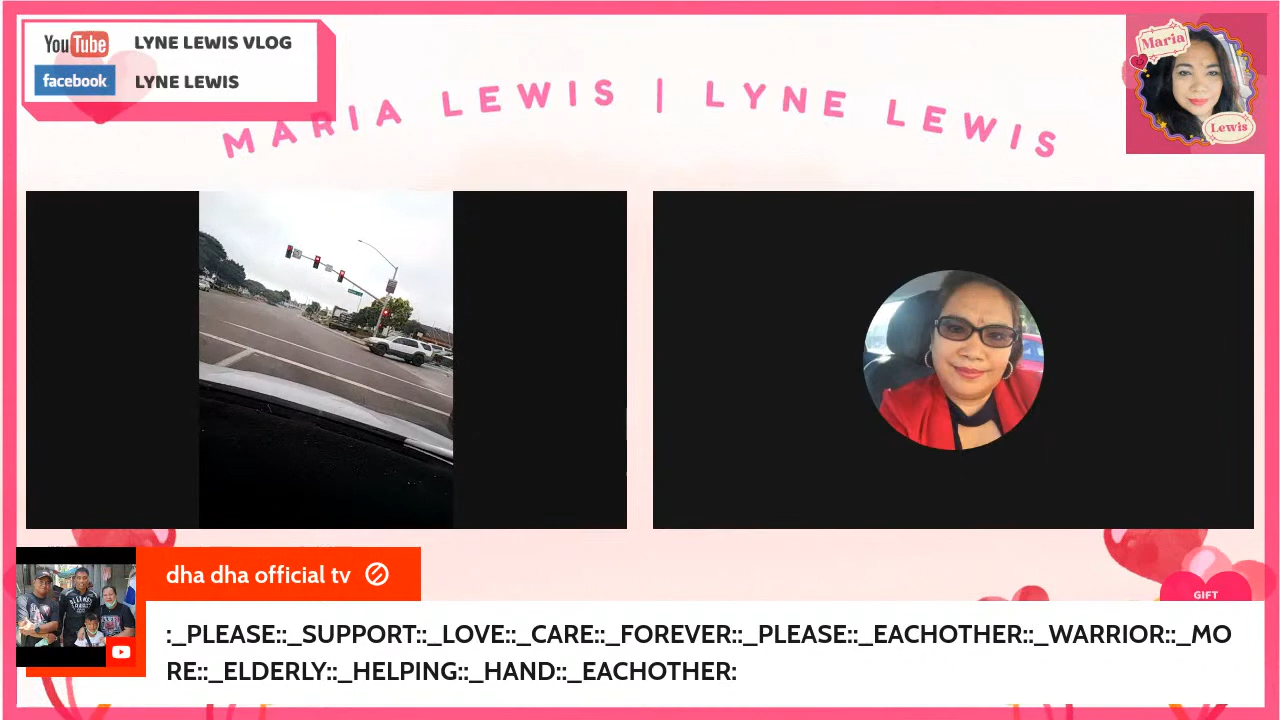 YouTube LYNE LEWIS VLOG
facebook LYNE LEWIS
MARIA LEWIS | LYNE LEWIS
Maria
Lewis
dha dha official tv
:_PLEASE::_SUPPORT::_LOVE::_CARE::_FOREVER::_PLEASE::_EACHOTHER::_WARRIOR::_MO
RE::_ELDERLY::_HELPING::_HAND::_EACHOTHER:
GIFT